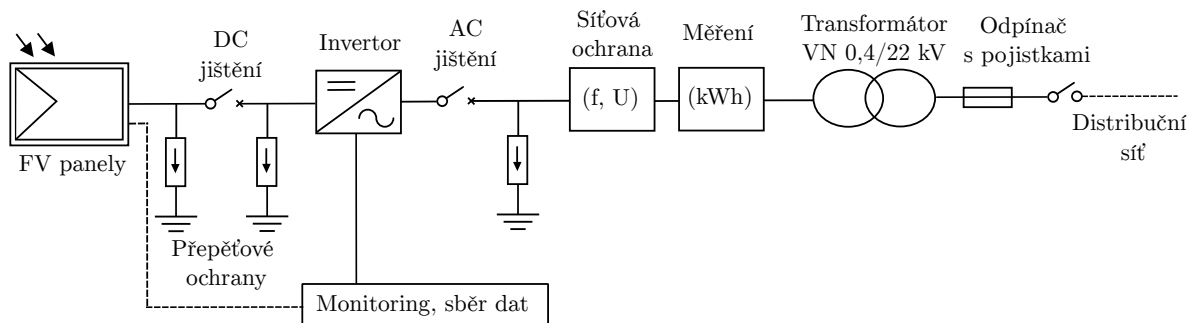 DC
jištění
Invertor
AC
jištění
Síťová
ochrana
(f, U)
Měření
(kWh)
Transformátor
VN 0,4/22 kV
Odpínač
s pojistkami
Distribuční
síť
FV panely
Přepěťové
ochrany
Monitoring, sběr dat